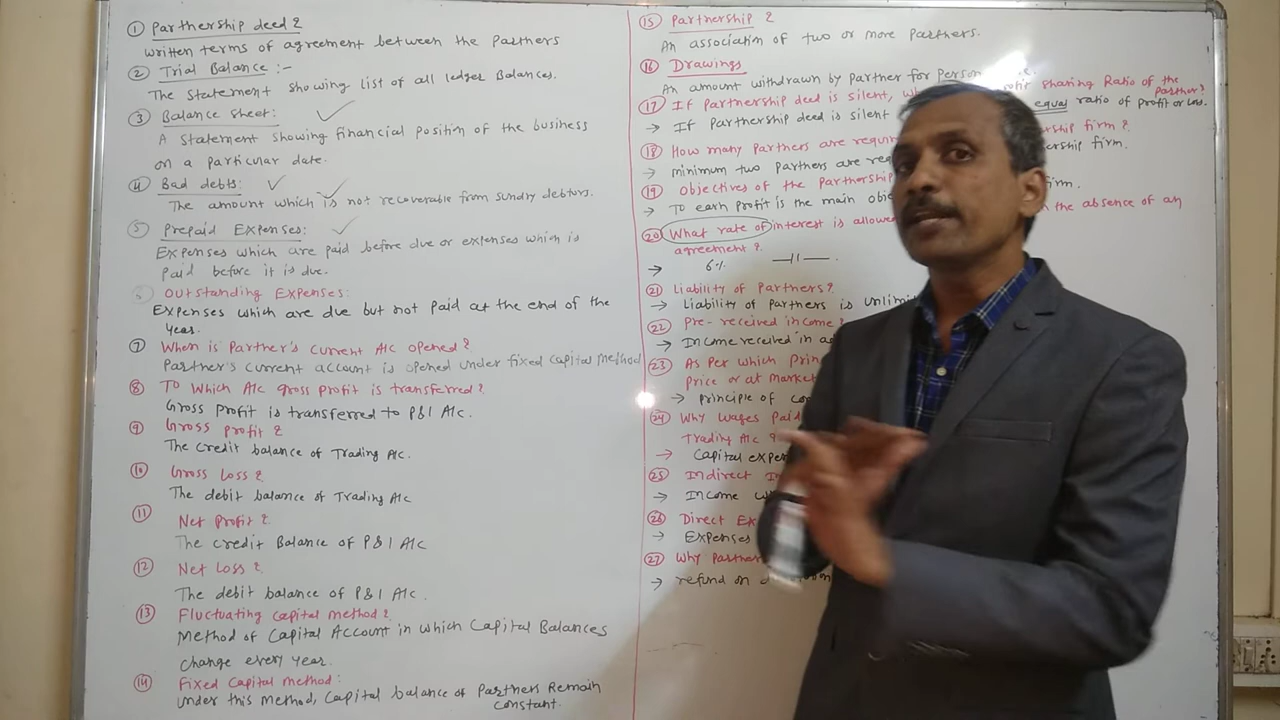 ① Partnership deed ?
written terms of agreement between the Partners
② Trial Balance :-
The statement showing list of all ledger Balances.
③ Balance sheet:
A statement showing financial position of the business
on a particular date.
④ Bad debts:
The amount which is not recoverable from sundry debtors.
⑤ Prepaid Expenses:
Expenses which are paid before due or expenses which is
paid before it is due.
Outstanding Expenses:
Expenses which are due but not paid at the end of the
year.
⑦ When is Partner's current A/C opened ?
Partner's current account is opened under fixed capital method
⑧ To Which A/C gross profit is transferred ?
Gross profit is transferred to P&l A/c.
⑨ Gross profit ?
The credit balance of Trading A/C.
⑩ Gross Loss ?
The debit balance of Trading A/C
⑪ Net Profit ?
The credit Balance of P&l A/C
⑫ Net Loss ?
The debit balance of P&l A/C.
⑬ Fluctuating capital method ?
Method of Capital Account in which Capital Balances
change every year.
⑭ Fixed Capital method:
under this method, Capital balance of Partners Remain
constant.
⑮ Partnership ?
An association of two or more Partners.
⑯ Drawings
An amount withdrawn by Partner for
⑰ If Partnership deed is silent, sharing Ratio of the
Partner?
→ If Partnership deed is silent equal ratio of profit or loss.
⑱ How many Partners are firm ?
→ minimum two Partners are firm.
⑲ objectives of the Partnership
→ To earn profit is the main
⑳ What rate of interest is the absence of an
agreement ?
→ 6% —11—.
㉑ Liability of Partners ?
→ Liability of Partners is
㉒ Pre-received income ?
→ Income received in
㉓ As Per which
price or at
→ principle of
㉔ Why Wages Paid
Trading A/C ?
→ Capital
㉕ Indirect
→ Income
㉖ Direct
→ Expenses
㉗ Why
→ refund on